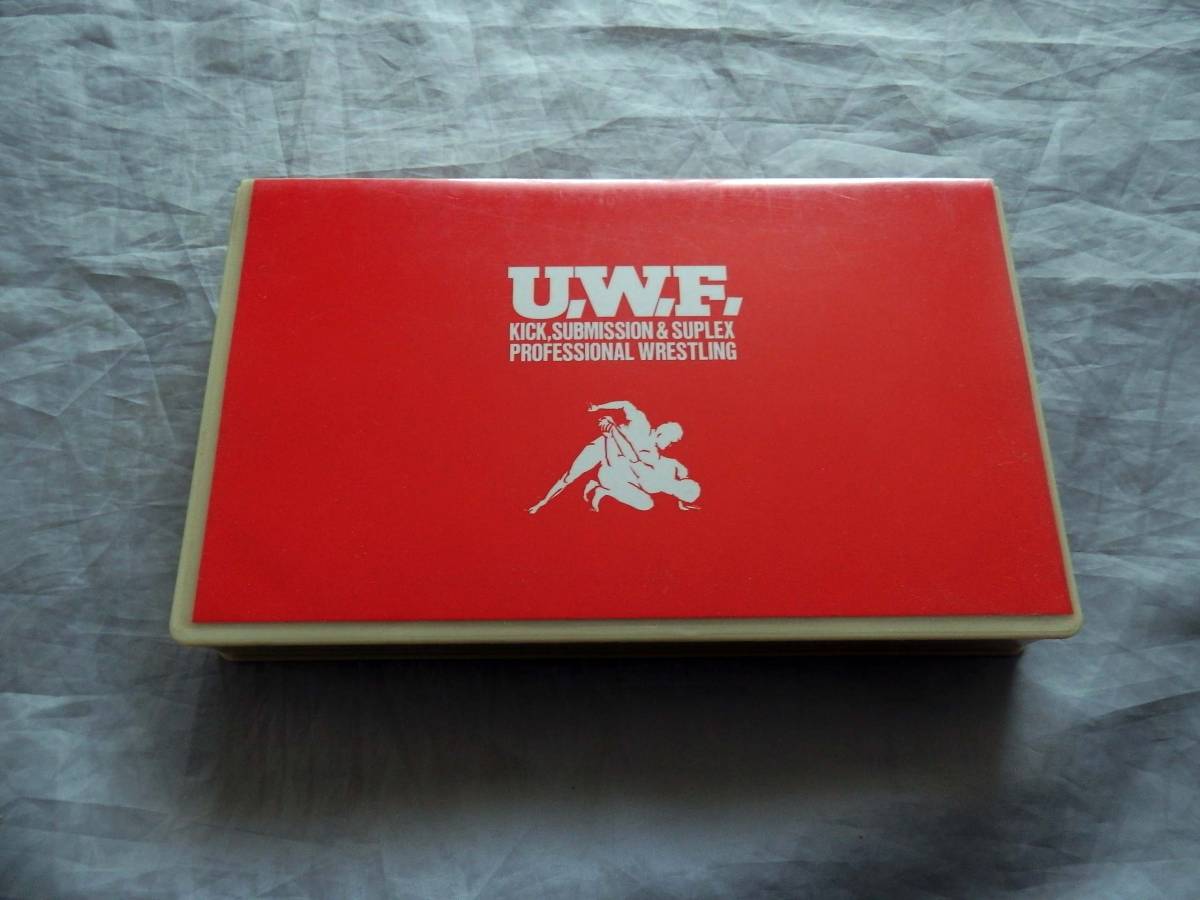 U.W.F.
KICK, SUBMISSION & SUPLEX
PROFESSIONAL WRESTLING